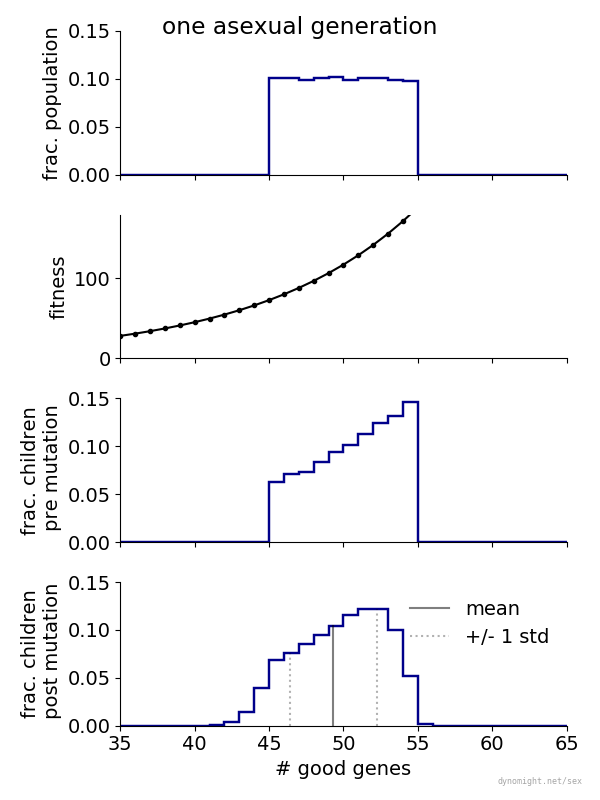 one asexual generation
0.15
0.10
0.05
0.00
frac. population
100
0
fitness
0.15
0.10
0.05
0.00
frac. children
pre mutation
0.15
0.10
0.05
0.00
frac. children
post mutation
mean
+/- 1 std
35 40 45 50 55 60 65
# good genes
dynomight.net/sex